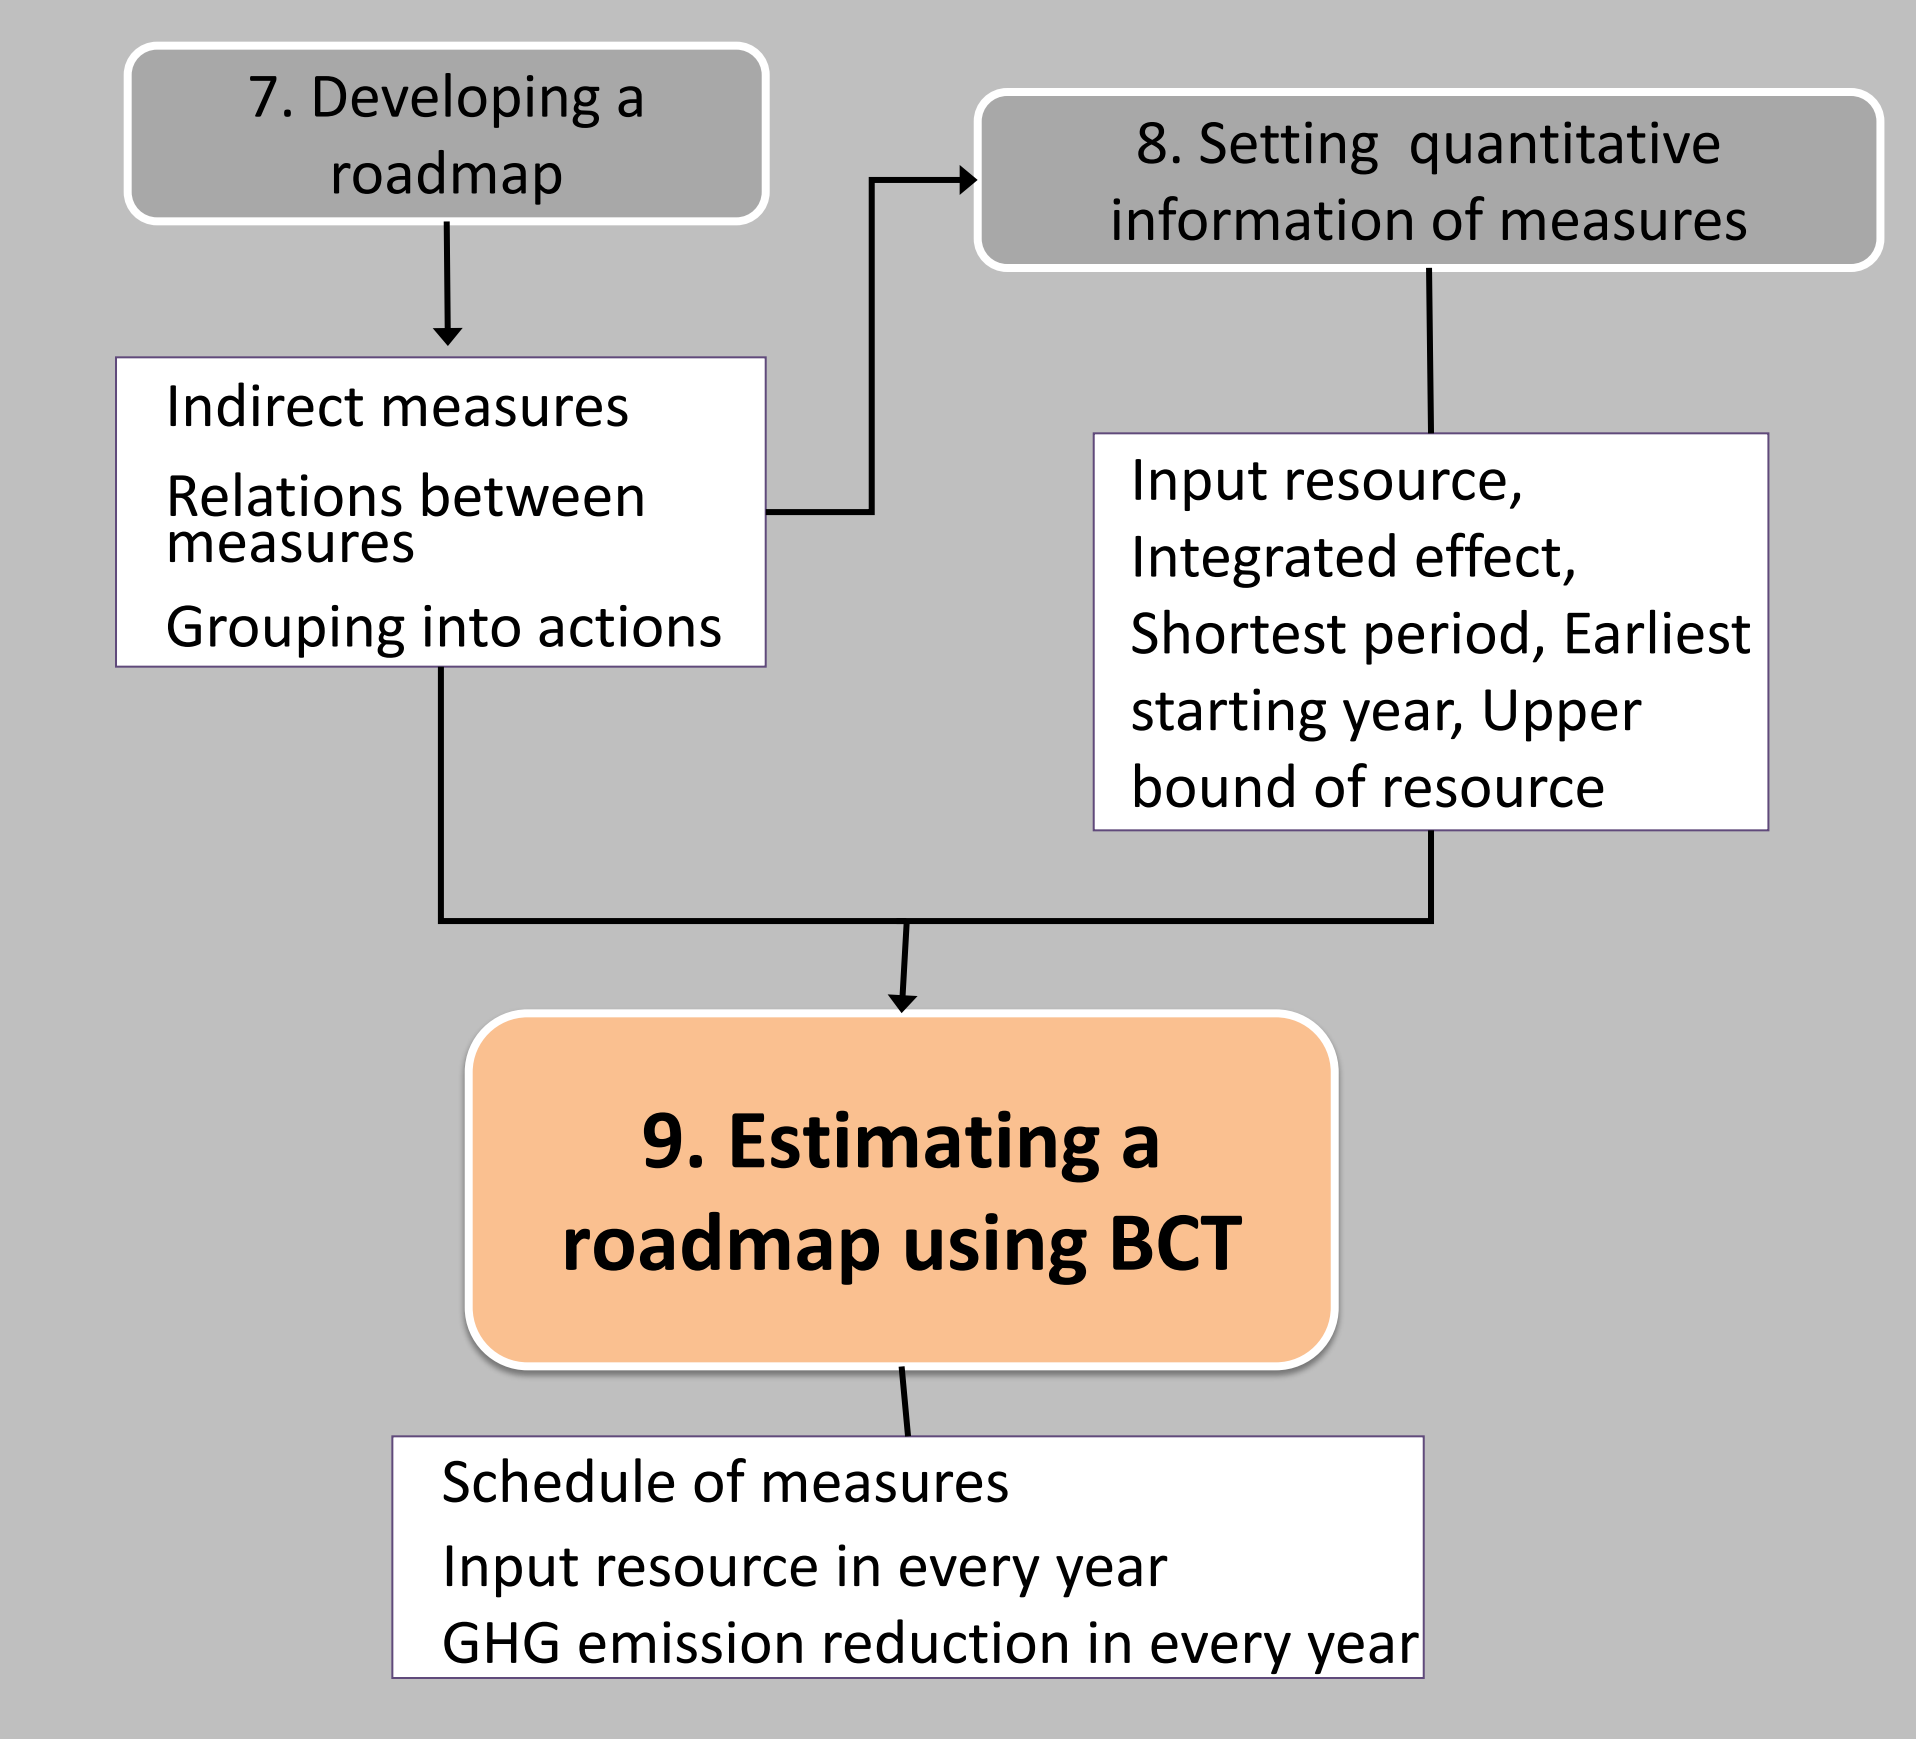 7. Developing a
roadmap
8. Setting  quantitative
information of measures
Indirect measures
Relations between
measures
Grouping into actions
Input resource,
Integrated effect,
Shortest period, Earliest
starting year, Upper
bound of resource
9. Estimating a
roadmap using BCT
Schedule of measures
Input resource in every year
GHG emission reduction in every year